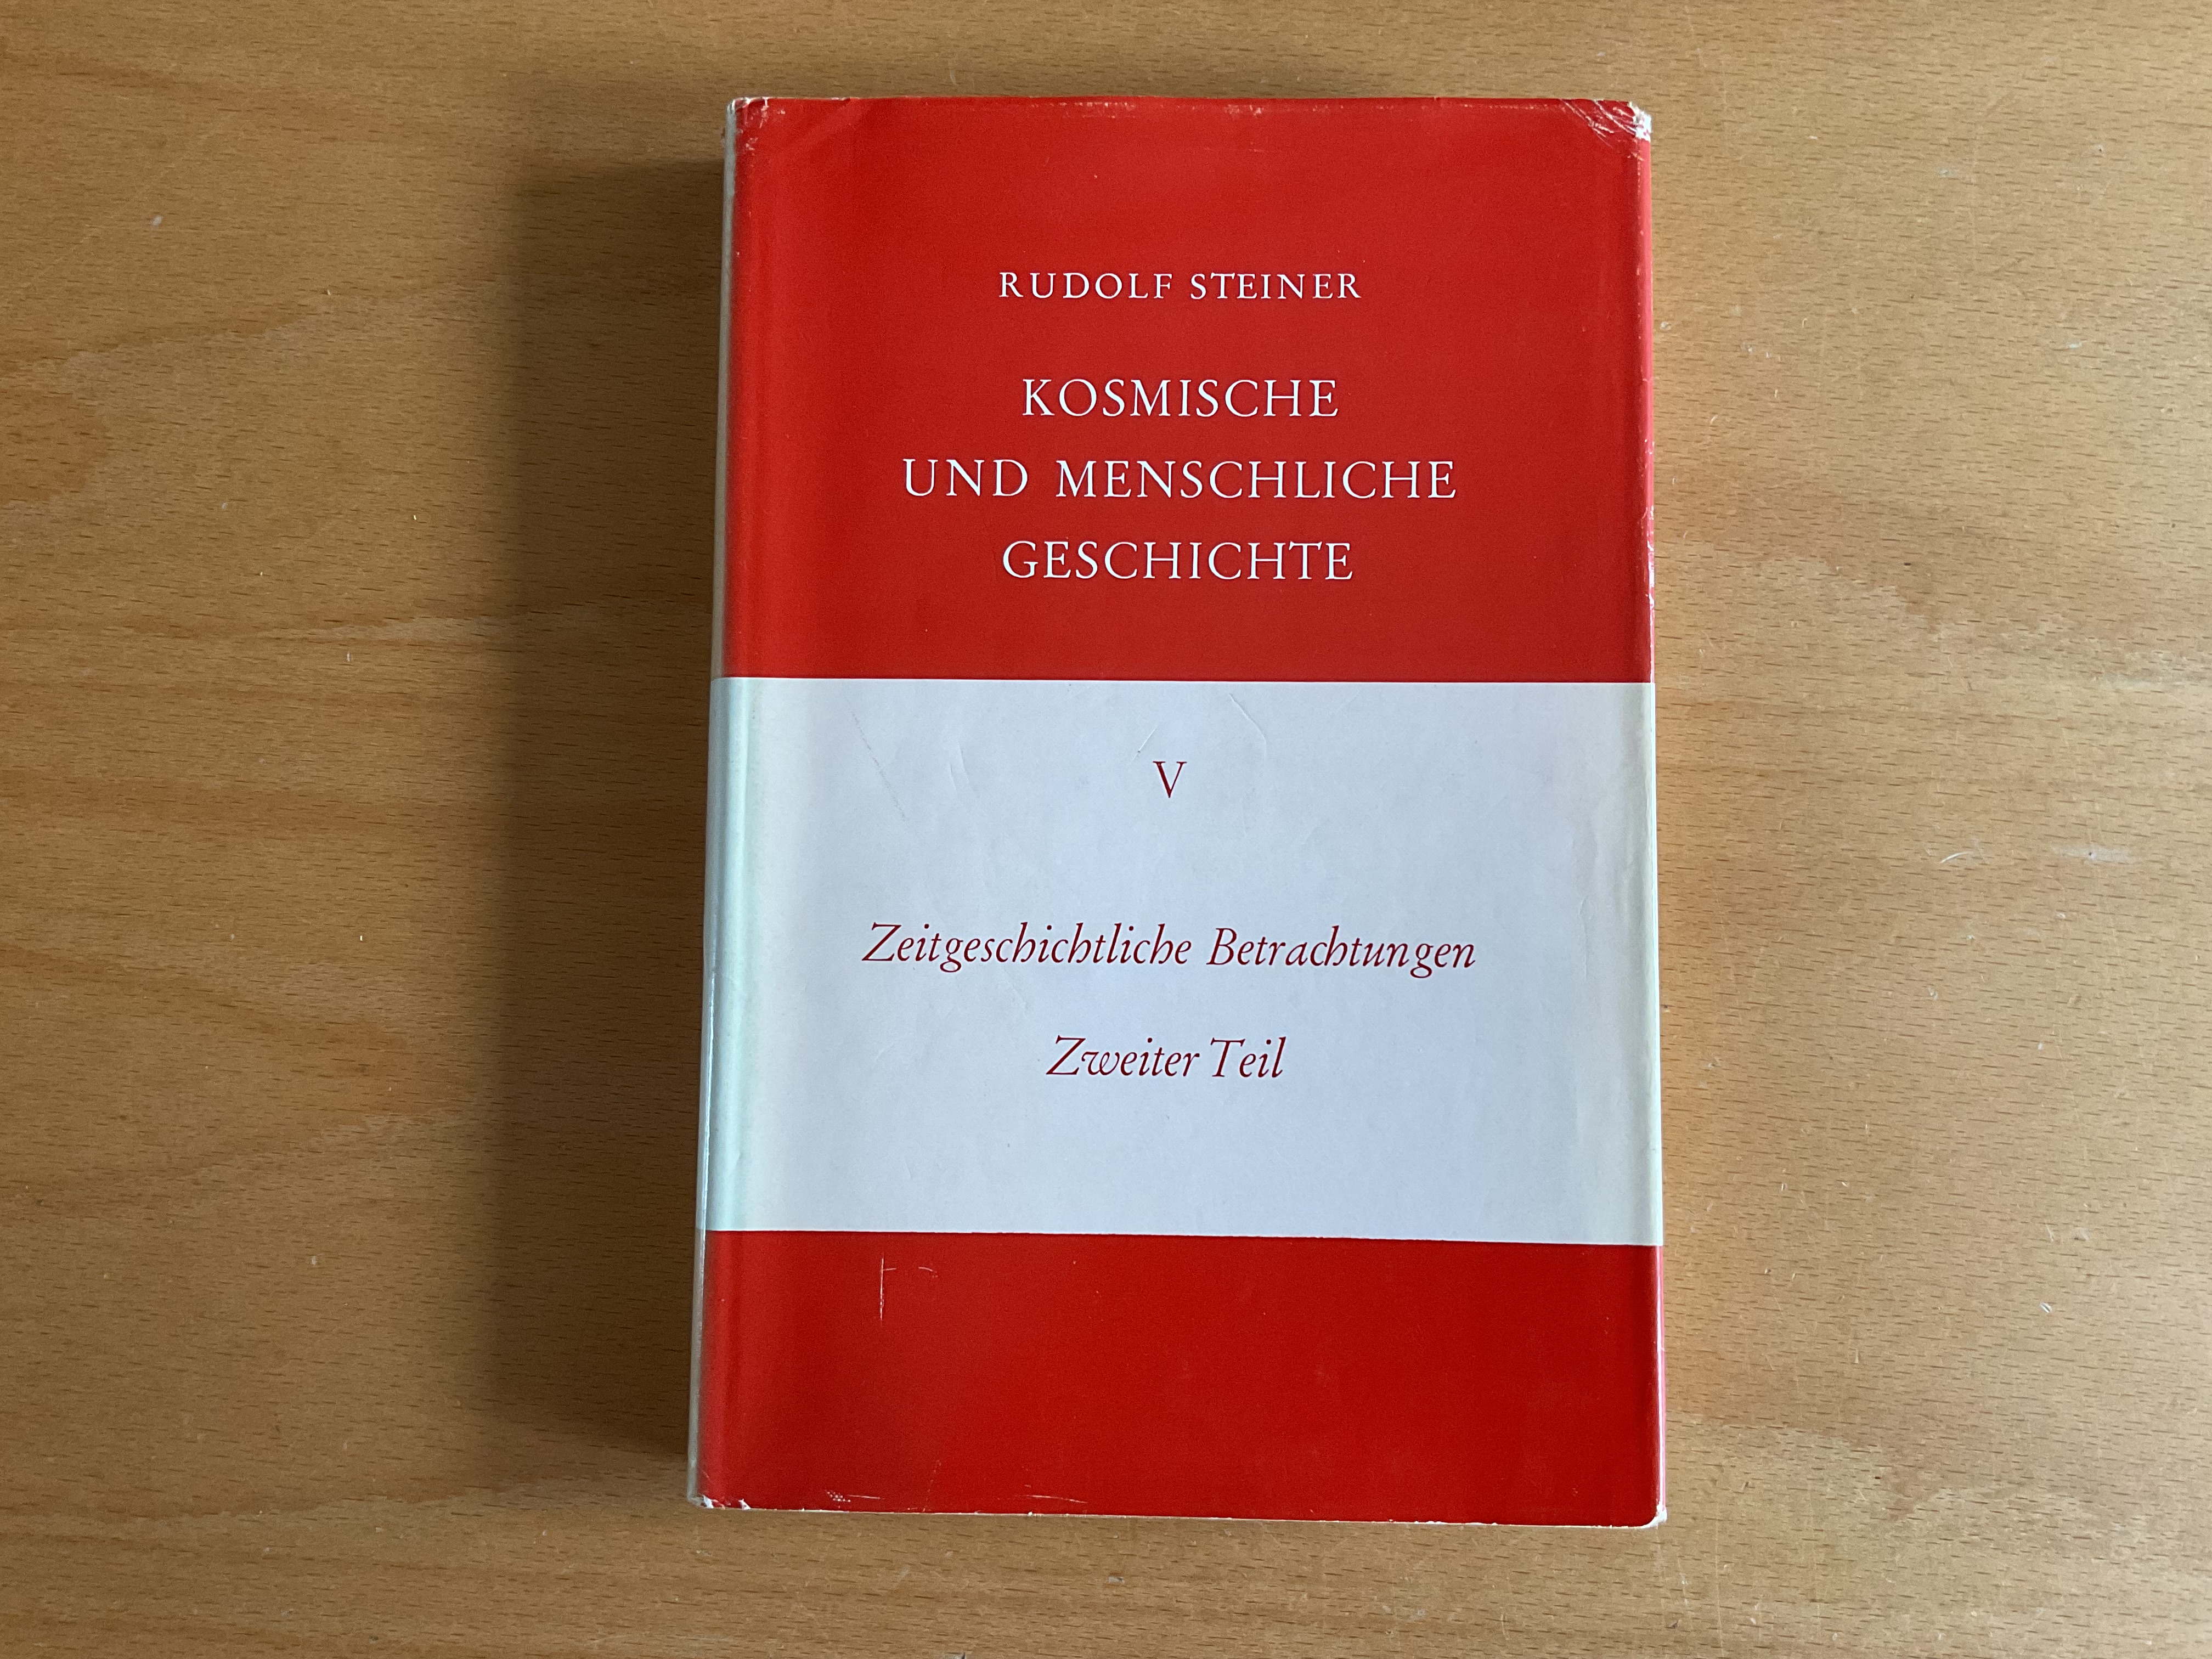 RUDOLF STEINER
KOSMISCHE
UND MENSCHLICHE
GESCHICHTE
V
Zeitgeschichtliche Betrachtungen
Zweiter Teil